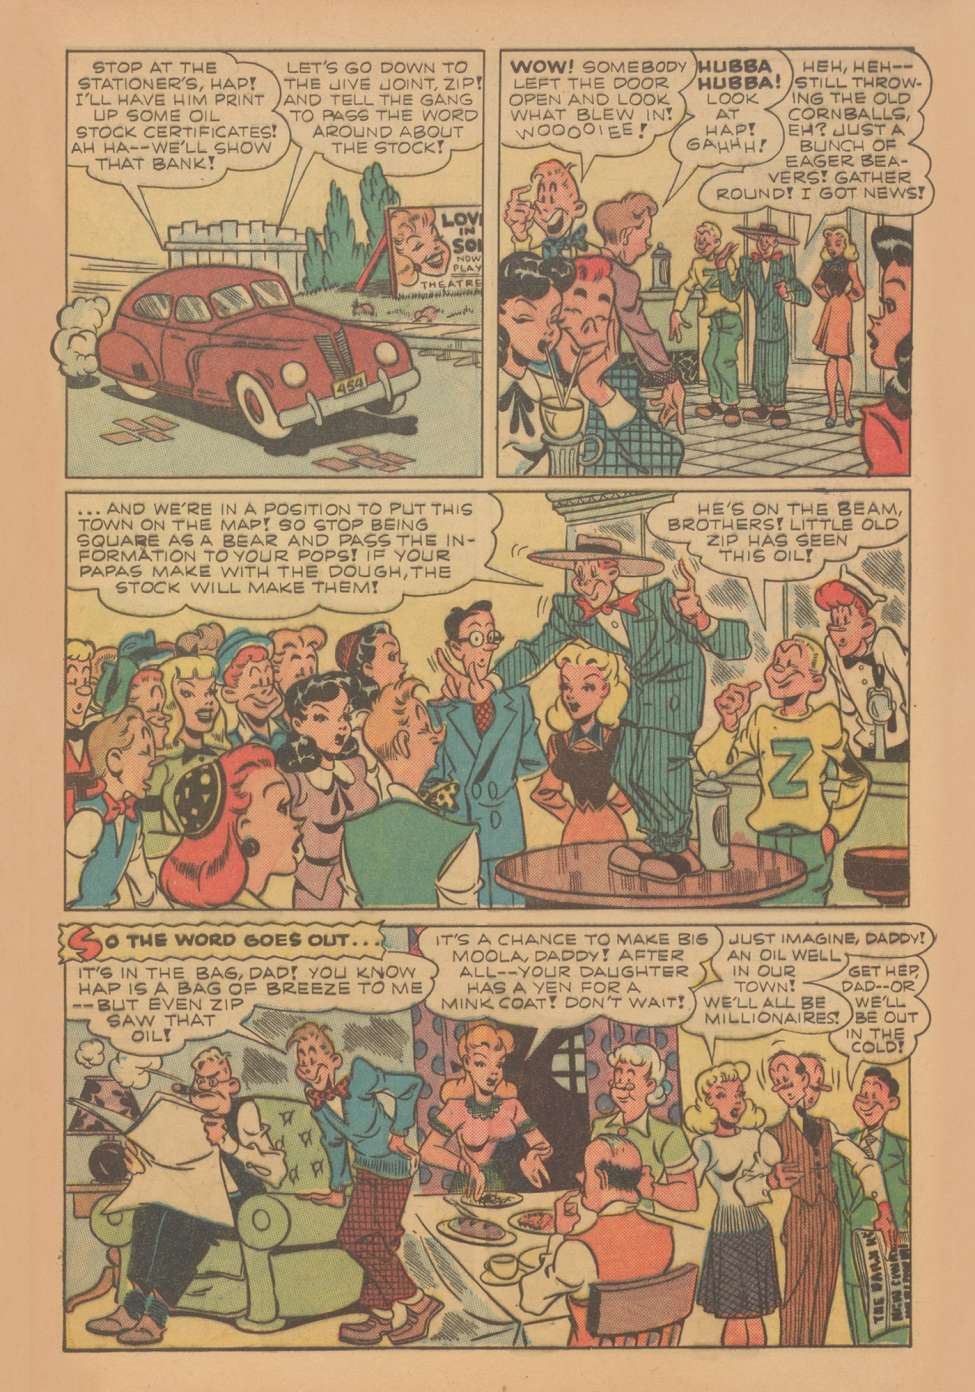 STOP AT THE
STATIONER'S, HAP!
I'LL HAVE HIM PRINT
UP SOME OIL
STOCK CERTIFICATES!
AH HA--WE'LL SHOW
THAT BANK!
LET'S GO DOWN TO
THE JIVE JOINT, ZIP!
AND TELL THE GANG
TO PASS THE WORD
AROUND ABOUT
THE STOCK!
LOVE
IN
SO
NOW
PLAY
THEATRE
454
WOW! SOMEBODY
LEFT THE DOOR
OPEN AND LOOK
WHAT BLEW IN!
WOOOOIEE!
HUBBA
HUBBA!
LOOK
AT
HAP!
GAHHH!
HEH, HEH--
STILL THROW-
ING THE OLD
CORNBALLS,
EH? JUST A
BUNCH OF
EAGER BEA-
VERS! GATHER
ROUND! I GOT NEWS!
Z
...AND WE'RE IN A POSITION TO PUT THIS
TOWN ON THE MAP! SO STOP BEING
SQUARE AS A BEAR AND PASS THE IN-
FORMATION TO YOUR POPS! IF YOUR
PAPAS MAKE WITH THE DOUGH, THE
STOCK WILL MAKE THEM!
HE'S ON THE BEAM,
BROTHERS! LITTLE OLD
ZIP HAS SEEN
THIS OIL!
Z
SO THE WORD GOES OUT...
IT'S IN THE BAG, DAD! YOU KNOW
HAP IS A BAG OF BREEZE TO ME
--BUT EVEN ZIP
SAW THAT
OIL!
IT'S A CHANCE TO MAKE BIG
MOOLA, DADDY! AFTER
ALL--YOUR DAUGHTER
HAS A YEN FOR A
MINK COAT! DON'T WAIT!
JUST IMAGINE, DADDY!
AN OIL WELL
IN OUR
TOWN!
WE'LL ALL BE
MILLIONAIRES!
GET HEP,
DAD--OR
WE'LL
BE OUT
IN THE
COLD!
THE BARK